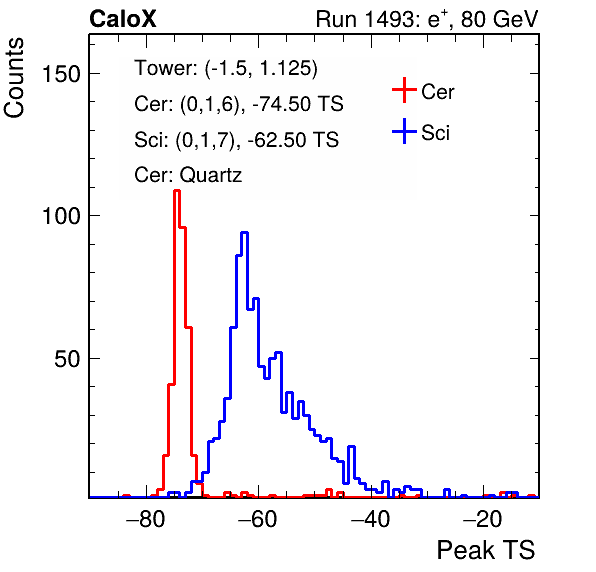 CaloX Run 1493: e⁺, 80 GeV
Counts
150
100
50
Tower: (-1.5, 1.125)
Cer: (0,1,6), -74.50 TS
Sci: (0,1,7), -62.50 TS
Cer: Quartz
Cer
Sci
−80 −60 −40 −20
Peak TS